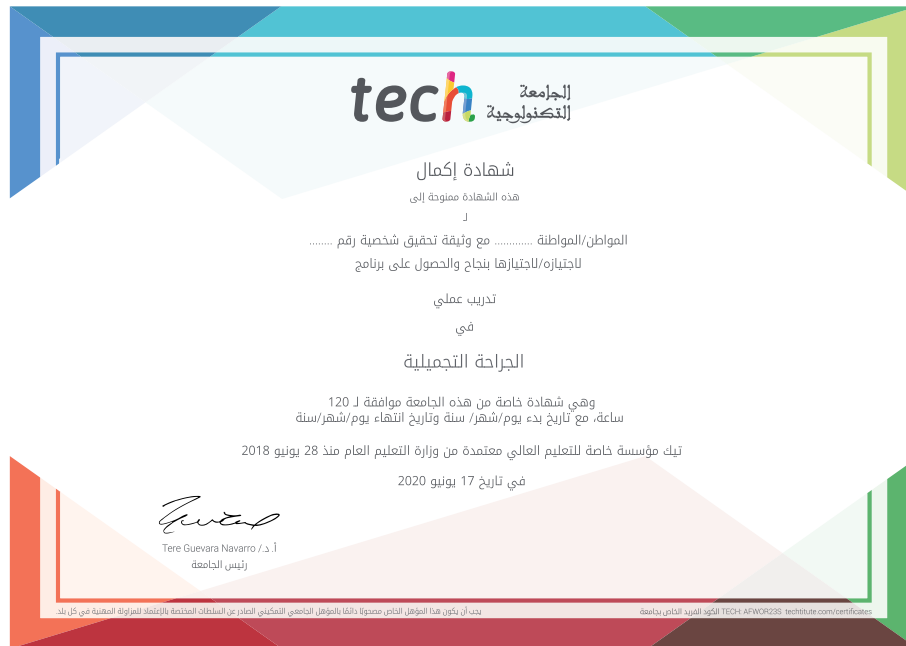 tech
الجامعة
التكنولوجية
شهادة إكمال
هذه الشهادة ممنوحة إلى
لـ
المواطن/المواطنة ............. مع وثيقة تحقيق شخصية رقم ........
لاجتيازه/لاجتيازها بنجاح والحصول على برنامج
تدريب عملي
في
الجراحة التجميلية
وهي شهادة خاصة من هذه الجامعة موافقة لـ 120
ساعة، مع تاريخ بدء يوم/شهر/ سنة وتاريخ انتهاء يوم/شهر/سنة
تيك مؤسسة خاصة للتعليم العالي معتمدة من وزارة التعليم العام منذ 28 يونيو 2018
في تاريخ 17 يونيو 2020
أ. د./ Tere Guevara Navarro
رئيس الجامعة
يجب أن يكون هذا المؤهل الخاص مصحوبًا دائمًا بالمؤهل الجامعي التمكيني الصادر عن السلطات المختصة بالإعتماد للمزاولة المهنية في كل بلد.
الكود الفريد الخاص بجامعة TECH: AFWOR23S techtitute.com/certificates